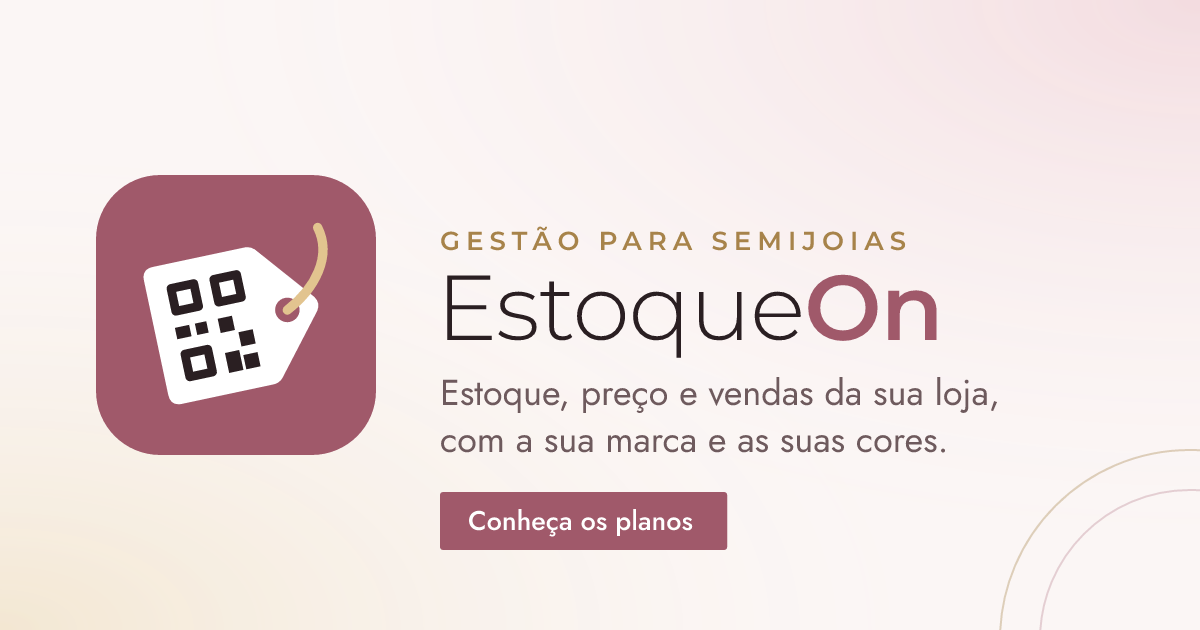 GESTÃO PARA SEMIJOIAS
EstoqueOn
Estoque, preço e vendas da sua loja,
com a sua marca e as suas cores.
Conheça os planos